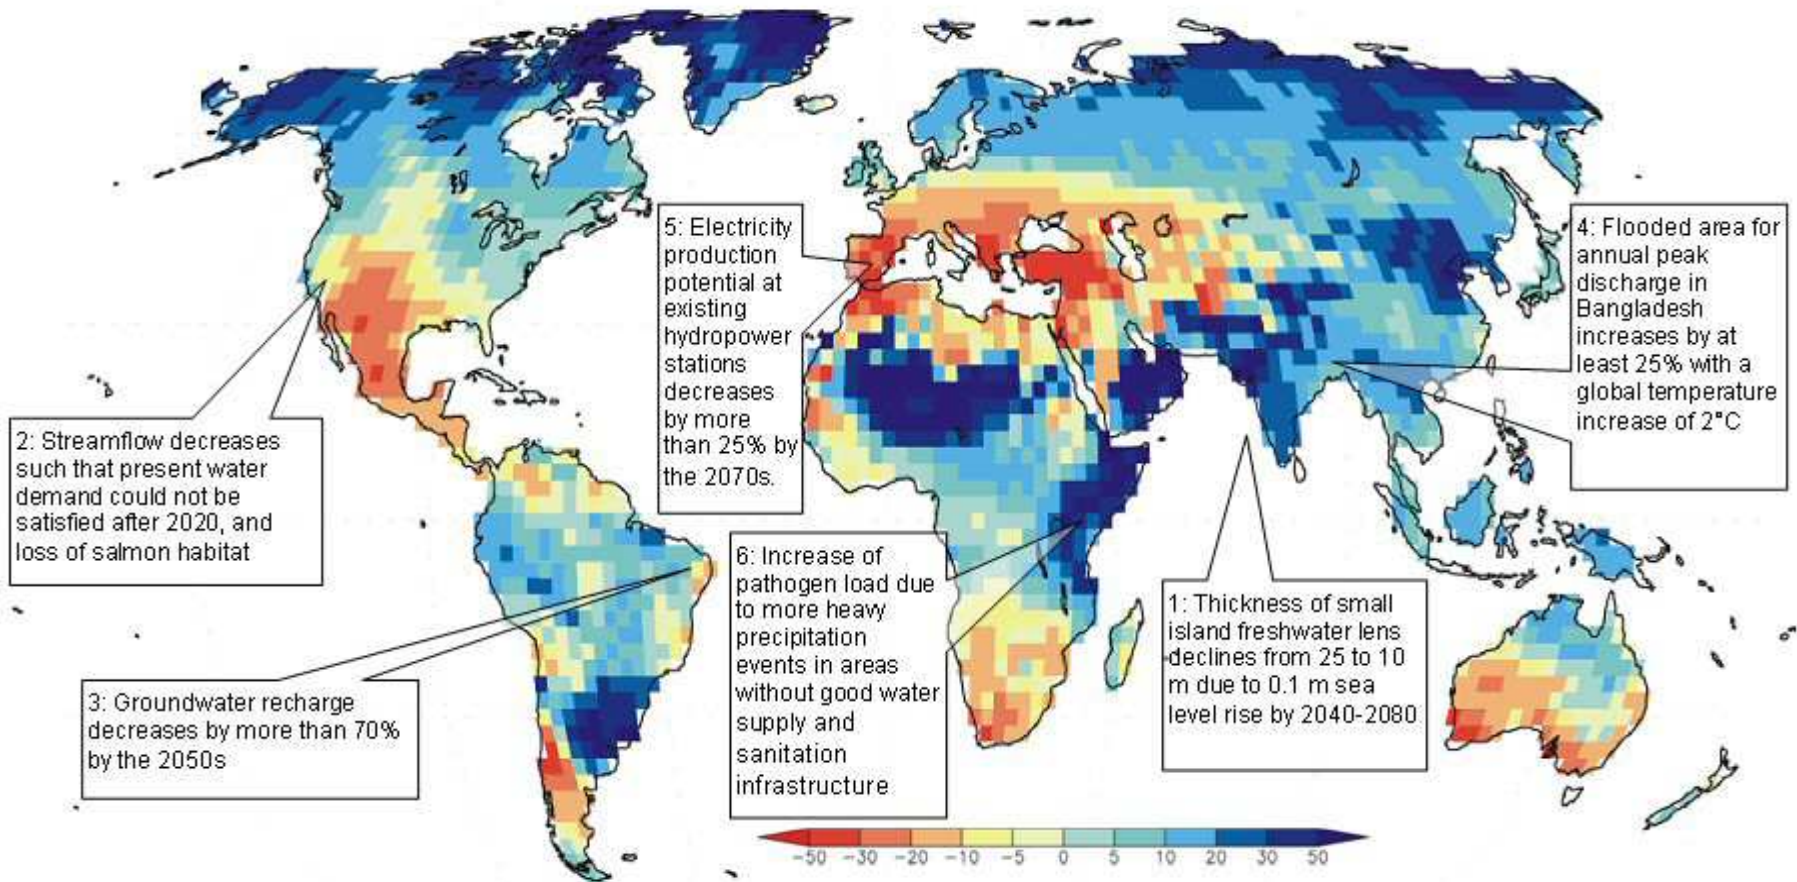 5: Electricity
production
potential at
existing
hydropower
stations
decreases
by more
than 25% by
the 2070s.
4: Flooded area for
annual peak
discharge in
Bangladesh
increases by at
least 25% with a
global temperature
increase of 2°C
2: Streamflow decreases
such that present water
demand could not be
satisfied after 2020, and
loss of salmon habitat
6: Increase of
pathogen load due
to more heavy
precipitation
events in areas
without good water
supply and
sanitation
infrastructure
1: Thickness of small
island freshwater lens
declines from 25 to 10
m due to 0.1 m sea
level rise by 2040-2080
3: Groundwater recharge
decreases by more than 70%
by the 2050s
-50 -30 -20 -10 -5 0 5 10 20 30 50